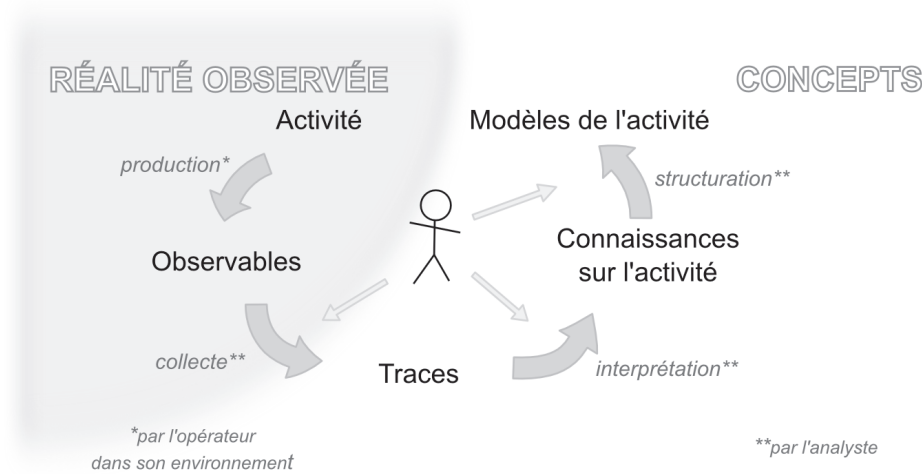 RÉALITÉ OBSERVÉE
CONCEPTS
Activité
Modèles de l'activité
production*
structuration**
Observables
Connaissances
sur l'activité
collecte**
Traces
interprétation**
*par l'opérateur
dans son environnement
**par l'analyste